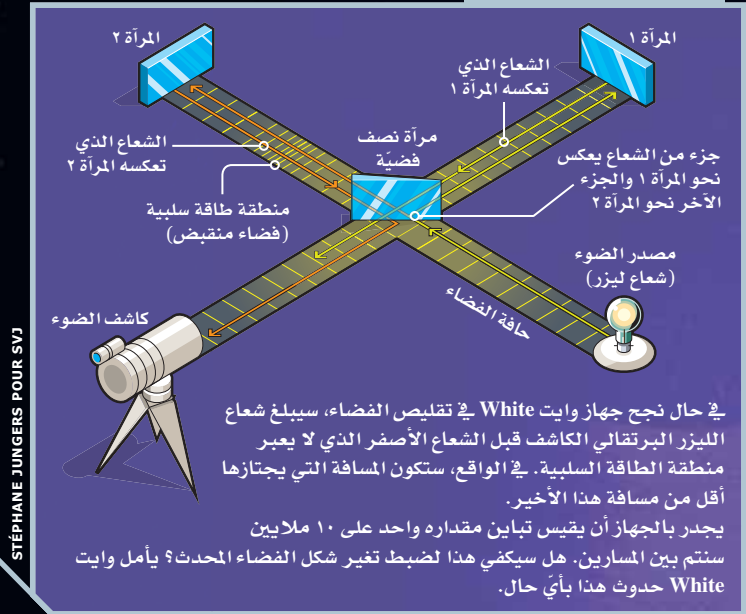 المرآة ١
المرآة ٢
الشعاع الذي
تعكسه المرآة ١
مرآة نصف
فضيّة
الشعاع الذي
تعكسه المرآة ٢
جزء من الشعاع يعكس
نحو المرآة ١ والجزء
الآخر نحو المرآة ٢
منطقة طاقة سلبية
(فضاء منقبض)
مصدر الضوء
(شعاع ليزر)
حافة الفضاء
كاشف الضوء
في حال نجح جهاز وايت White في تقليص الفضاء، سيبلغ شعاع
الليزر البرتقالي الكاشف قبل الشعاع الأصفر الذي لا يعبر
منطقة الطاقة السلبية. في الواقع، ستكون المسافة التي يجتازها
أقل من مسافة هذا الأخير.
يجدر بالجهاز أن يقيس تباين مقداره واحد على ١٠ ملايين
سنتم بين المسارين. هل سيكفي هذا لضبط تغير شكل الفضاء المحدث؟ يأمل وايت
White حدوث هذا بأيّ حال.
STÉPHANE JUNGERS POUR SVJ